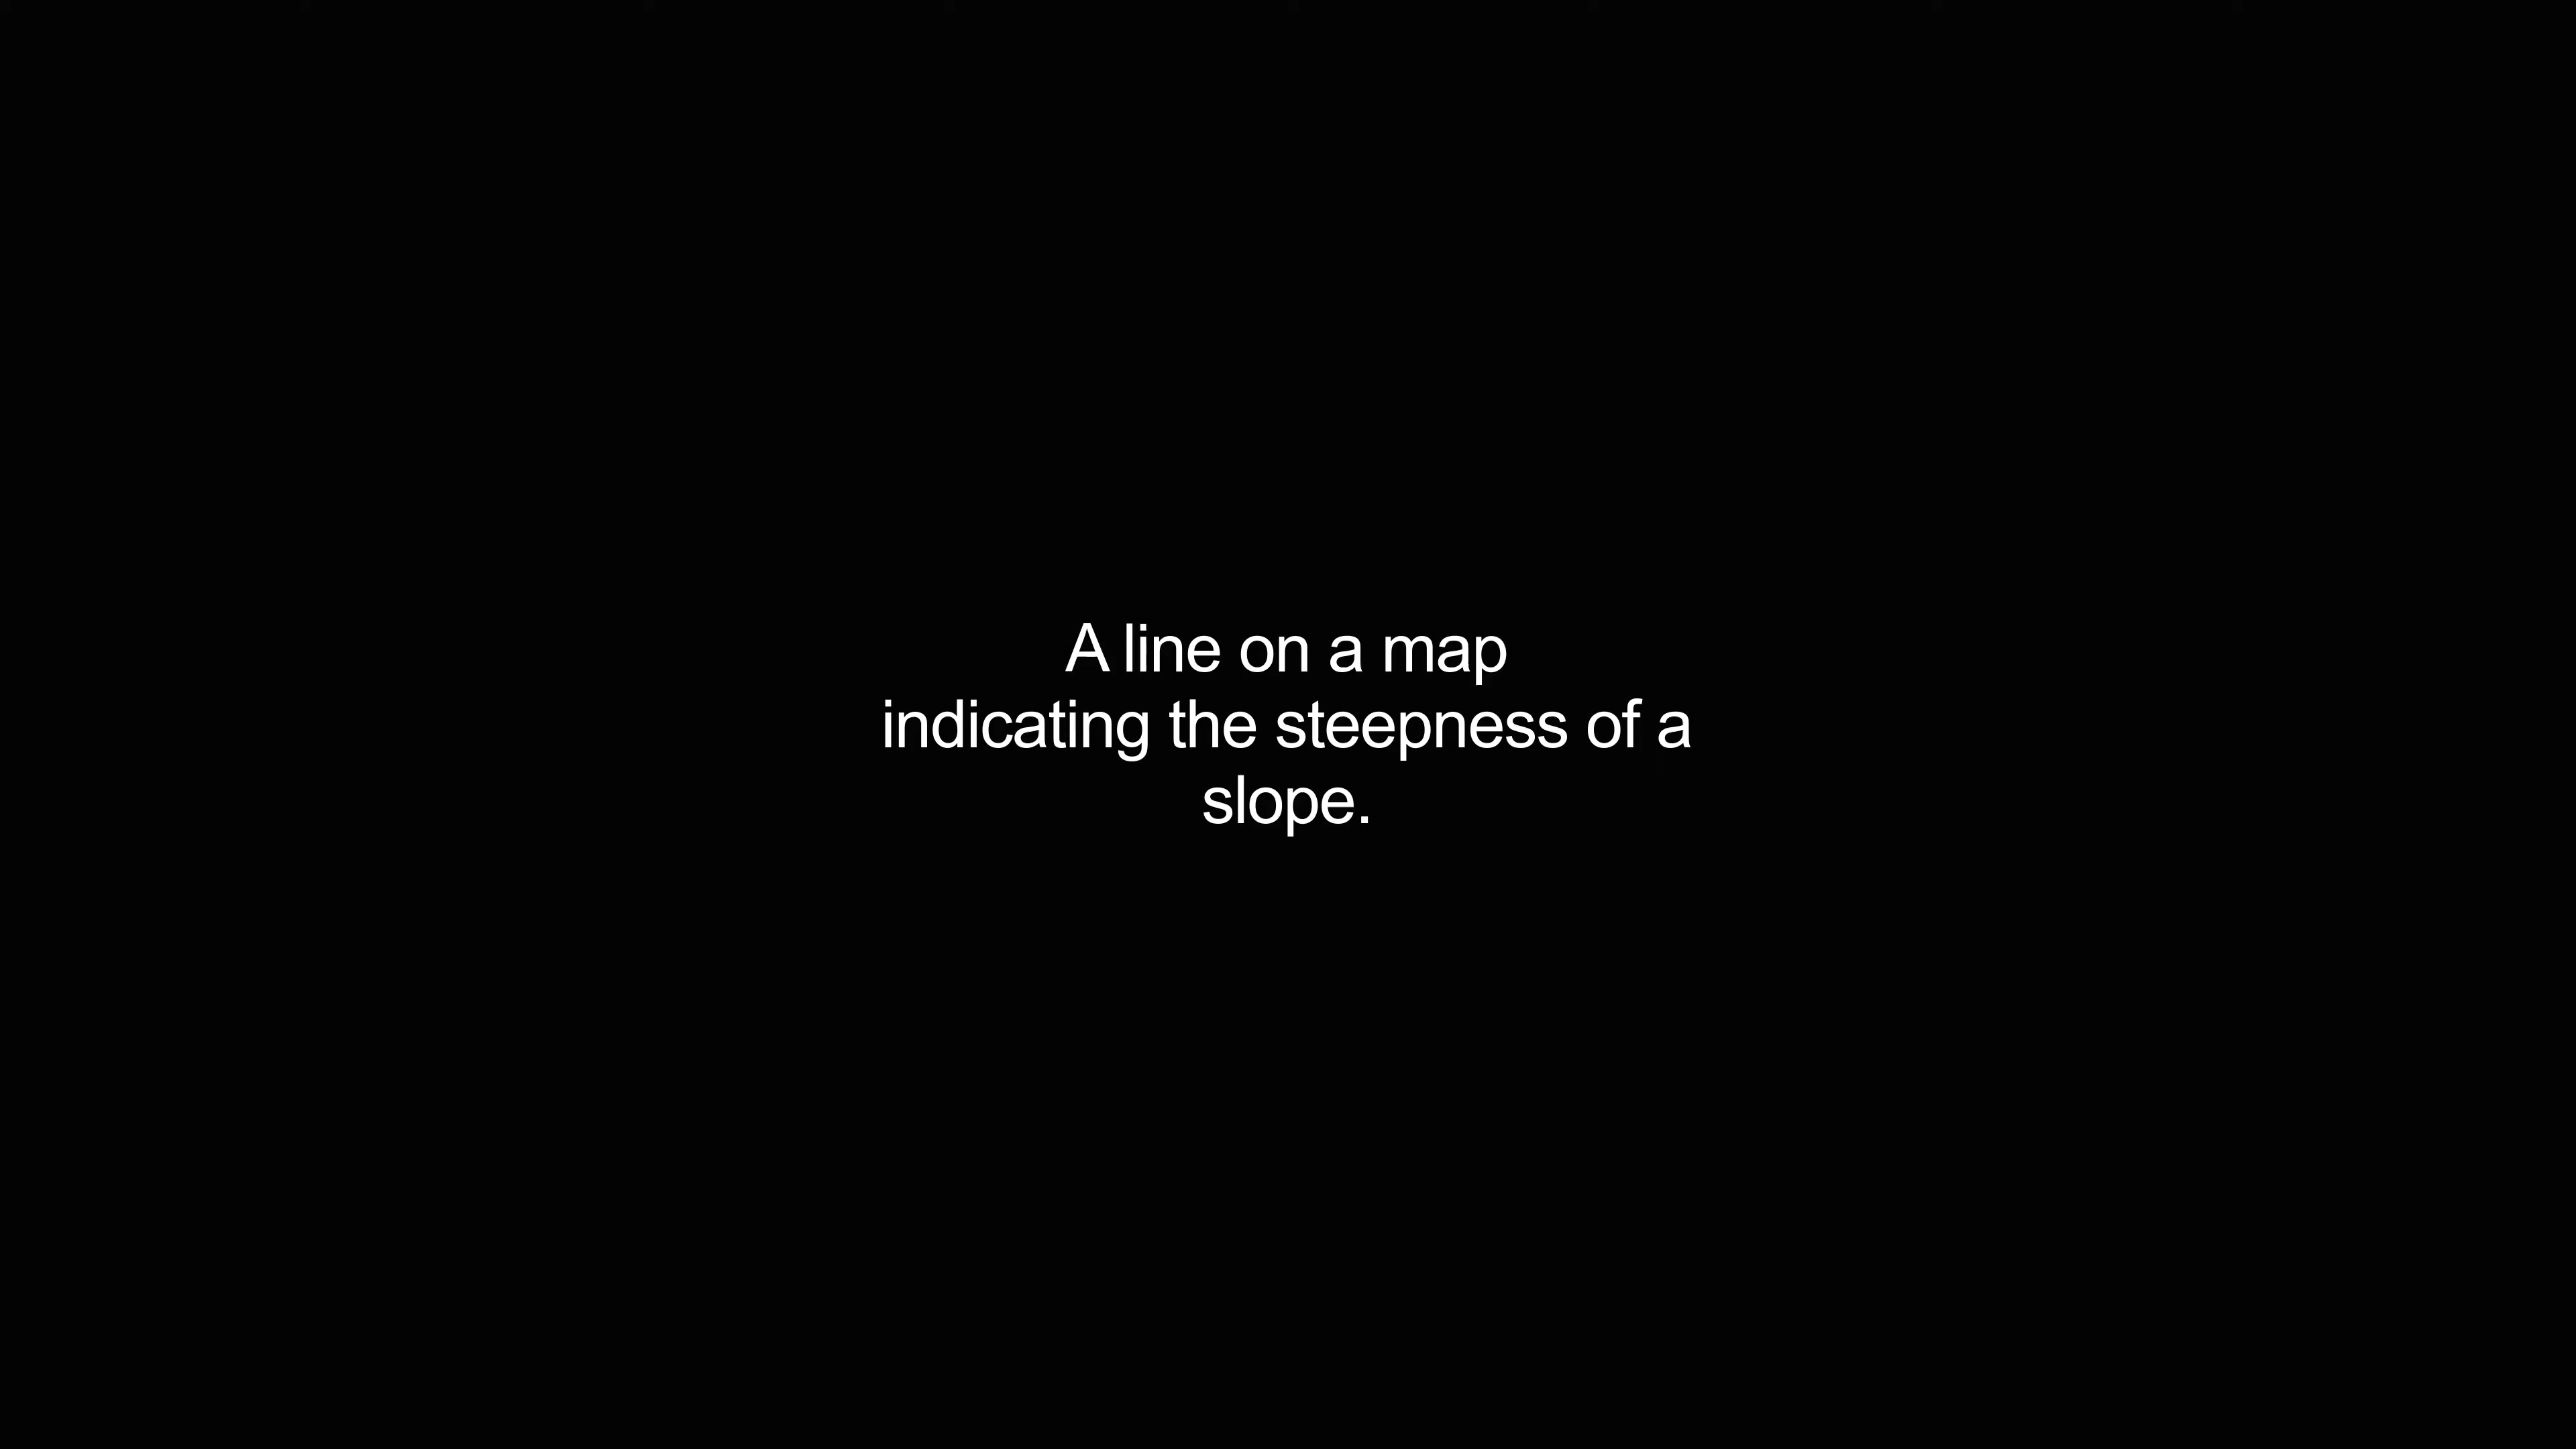 A line on a map
indicating the steepness of a
slope.